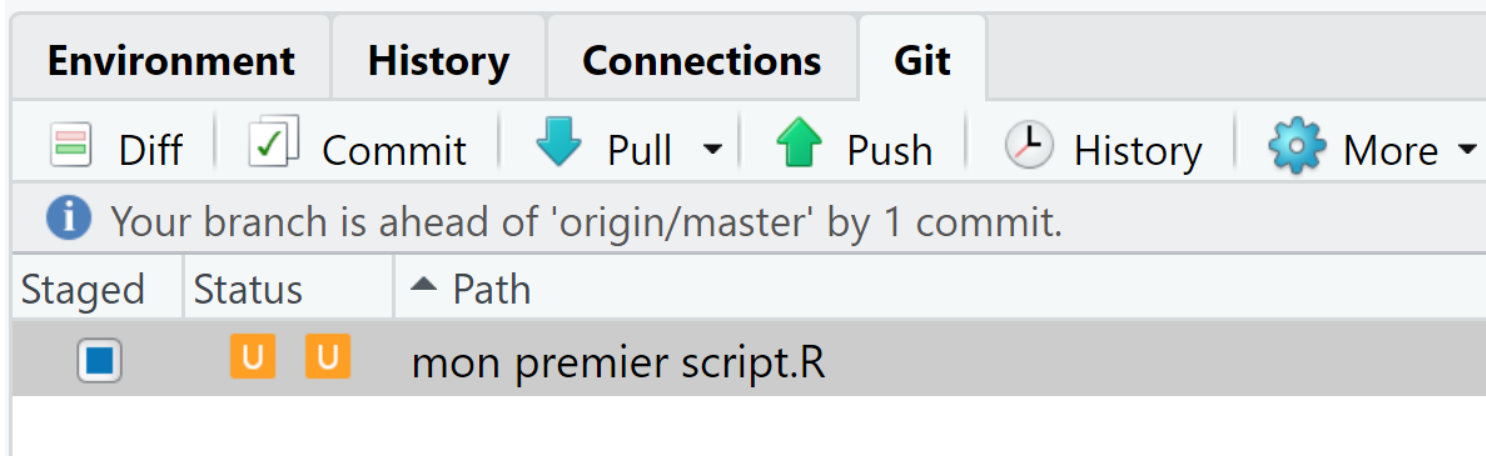 Environment History Connections Git
Diff Commit Pull Push History More
Your branch is ahead of 'origin/master' by 1 commit.
Staged Status Path
U U mon premier script.R